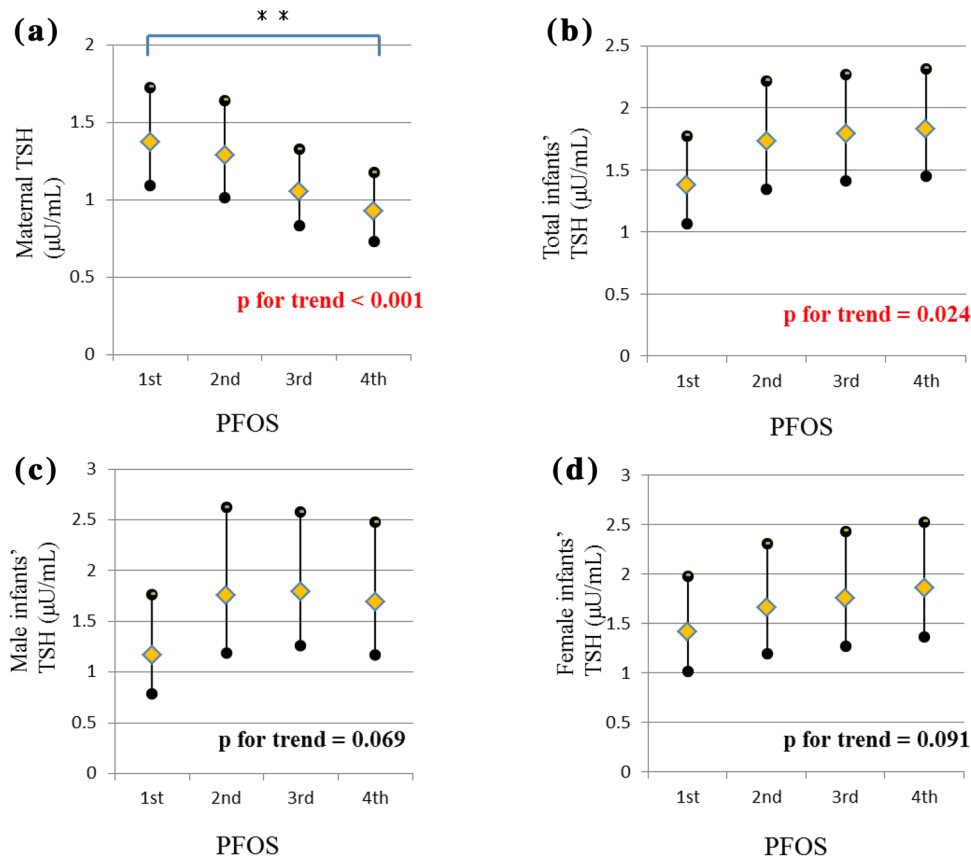 (a)
* *
Maternal TSH
(μU/mL)
2
1.5
1
0.5
0
p for trend < 0.001
1st 2nd 3rd 4th
PFOS
(b)
Total infants'
TSH (μU/mL)
2.5
2
1.5
1
0.5
0
p for trend = 0.024
1st 2nd 3rd 4th
PFOS
(c)
Male infants'
TSH (μU/mL)
3
2.5
2
1.5
1
0.5
0
p for trend = 0.069
1st 2nd 3rd 4th
PFOS
(d)
Female infants'
TSH (μU/mL)
3
2.5
2
1.5
1
0.5
0
p for trend = 0.091
1st 2nd 3rd 4th
PFOS